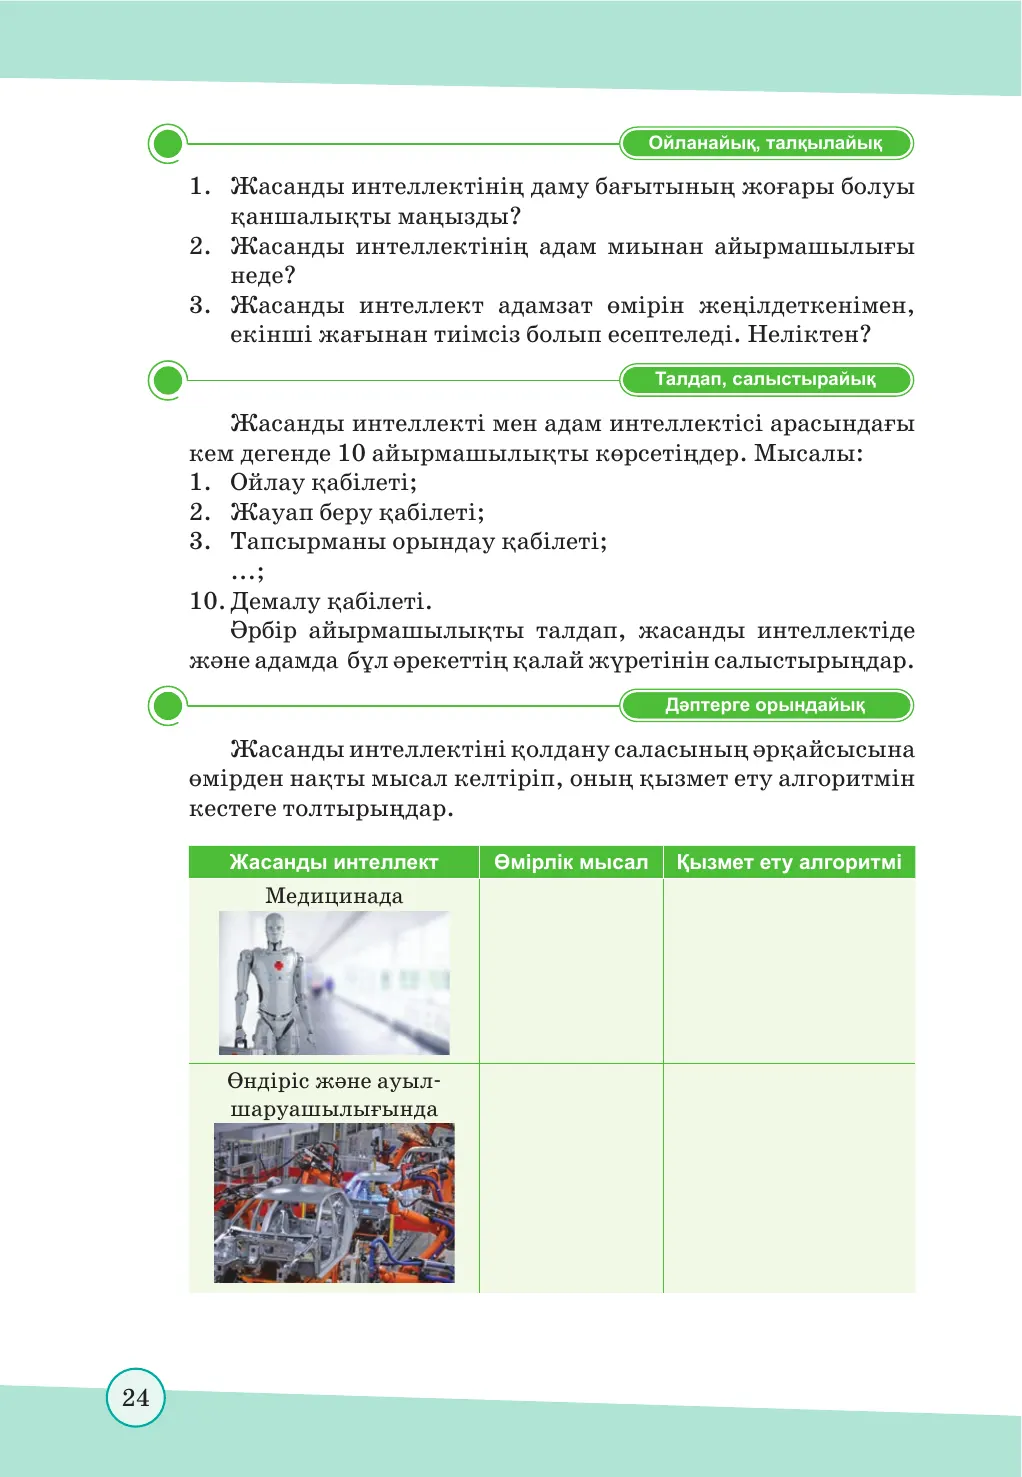 Ойланайық, талқылайық
1. Жасанды интеллектінің даму бағытының жоғары болуы
қаншалықты маңызды?
2. Жасанды интеллектінің адам миынан айырмашылығы
неде?
3. Жасанды интеллект адамзат өмірін жеңілдеткенімен,
екінші жағынан тиімсіз болып есептеледі. Неліктен?
Талдап, салыстырайық
Жасанды интеллекті мен адам интеллектісі арасындағы
кем дегенде 10 айырмашылықты көрсетіңдер. Мысалы:
1. Ойлау қабілеті;
2. Жауап беру қабілеті;
3. Тапсырманы орындау қабілеті;
...;
10. Демалу қабілеті.
Әрбір айырмашылықты талдап, жасанды интеллектіде
және адамда бұл әрекеттің қалай жүретінін салыстырыңдар.
Дәптерге орындайық
Жасанды интеллектіні қолдану саласының әрқайсысына
өмірден нақты мысал келтіріп, оның қызмет ету алгоритмін
кестеге толтырыңдар.
Жасанды интеллект Өмірлік мысал Қызмет ету алгоритмі
Медицинада
Өндіріс және ауыл-
шаруашылығында
24